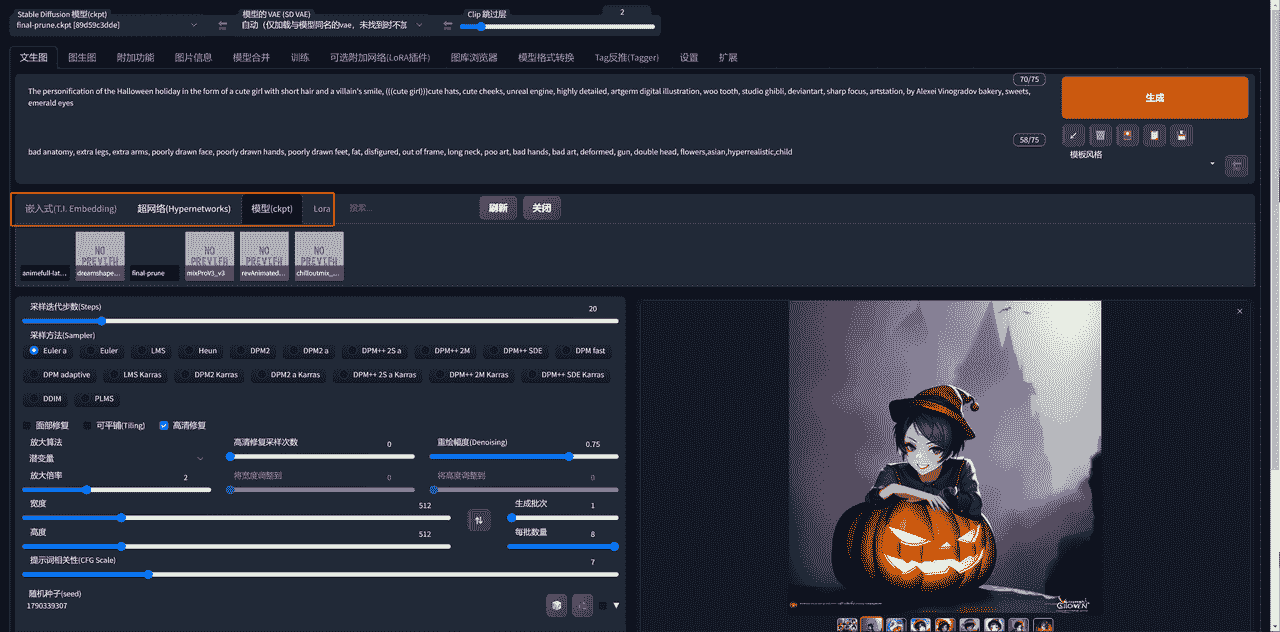 Stable Diffusion 模型(ckpt)
final-prune.ckpt [89d59c3dde]
模型的 VAE (SD VAE)
自动（仅加载与模型同名的vae，未找到时不加
Clip 跳过层
2
文生图 图生图 附加功能 图片信息 模型合并 训练 可选附加网络(LoRA插件) 图库浏览器 模型格式转换 Tag反推(Tagger) 设置 扩展
70/75
The personification of the Halloween holiday in the form of a cute girl with short hair and a villain's smile, (((cute girl)))cute hats, cute cheeks, unreal engine, highly detailed, artgerm digital illustration, woo tooth, studio ghibli, deviantart, sharp focus, artstation, by Alexei Vinogradov bakery, sweets,
emerald eyes
生成
58/75
bad anatomy, extra legs, extra arms, poorly drawn face, poorly drawn hands, poorly drawn feet, fat, disfigured, out of frame, long neck, poo art, bad hands, bad art, deformed, gun, double head, flowers,asian,hyperrealistic,child
模板风格
嵌入式(T.I. Embedding) 超网络(Hypernetworks) 模型(ckpt) Lora 搜索... 刷新 关闭
NO PREVIEW NO PREVIEW NO PREVIEW NO PREVIEW
animefull-lat... dreamshape... final-prune mixProV3_v3 revAnimated... chilloutmix_...
采样迭代步数(Steps) 20
采样方法(Sampler)
Euler a Euler LMS Heun DPM2 DPM2 a DPM++ 2S a DPM++ 2M DPM++ SDE DPM fast
DPM adaptive LMS Karras DPM2 Karras DPM2 a Karras DPM++ 2S a Karras DPM++ 2M Karras DPM++ SDE Karras
DDIM PLMS
面部修复 可平铺(Tiling) 高清修复
放大算法
潜变量
高清修复采样次数 0
重绘幅度(Denoising) 0.75
放大倍率 2
将宽度调整到 0
将高度调整到 0
宽度 512
生成批次 1
高度 512
每批数量 8
提示词相关性(CFG Scale) 7
随机种子(seed)
1790339307